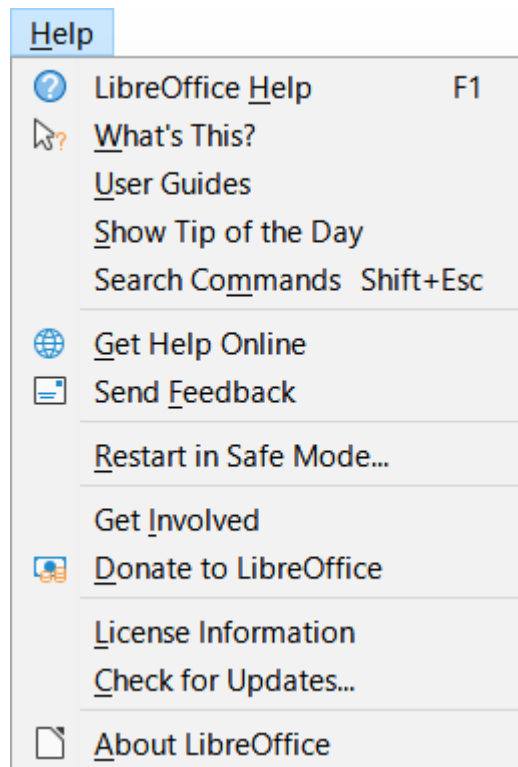 Help
LibreOffice Help F1
What's This?
User Guides
Show Tip of the Day
Search Commands Shift+Esc
Get Help Online
Send Feedback
Restart in Safe Mode...
Get Involved
Donate to LibreOffice
License Information
Check for Updates...
About LibreOffice